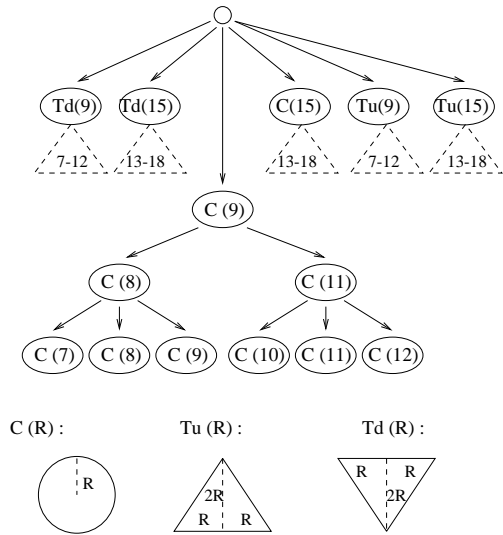 Td(9) Td(15) C(15) Tu(9) Tu(15)
7-12 13-18 13-18 7-12 13-18
C (9)
C (8) C (11)
C (7) C (8) C (9) C (10) C (11) C (12)
C (R) : Tu (R) : Td (R) :
R 2R R R R R 2R